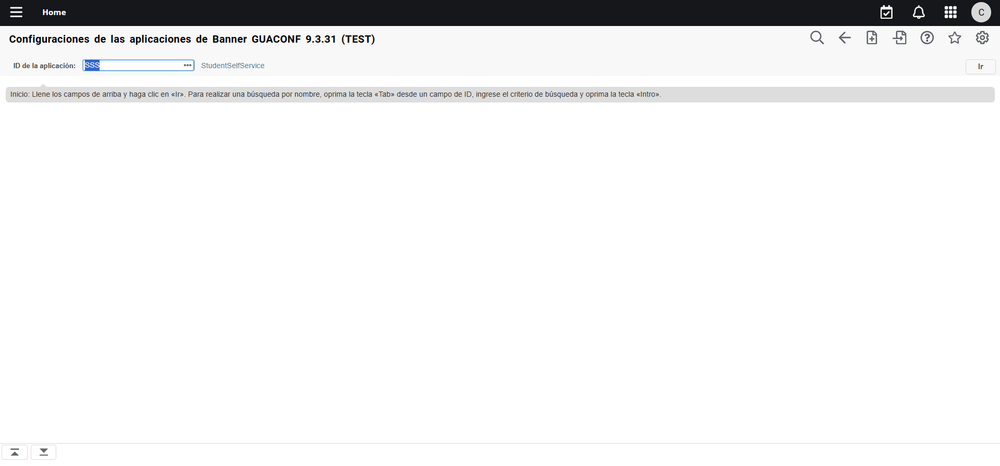 Home
C
Configuraciones de las aplicaciones de Banner GUACONF 9.3.31 (TEST)
ID de la aplicación: SSS ••• StudentSelfService
Ir
Inicio: Llene los campos de arriba y haga clic en «Ir». Para realizar una búsqueda por nombre, oprima la tecla «Tab» desde un campo de ID, ingrese el criterio de búsqueda y oprima la tecla «Intro».